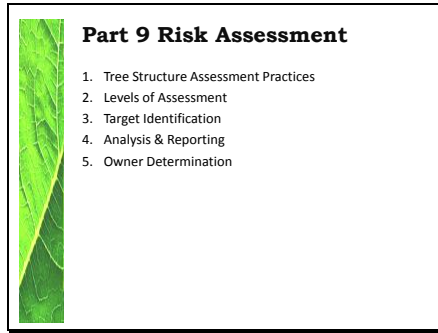 Part 9 Risk Assessment
1. Tree Structure Assessment Practices
2. Levels of Assessment
3. Target Identification
4. Analysis & Reporting
5. Owner Determination